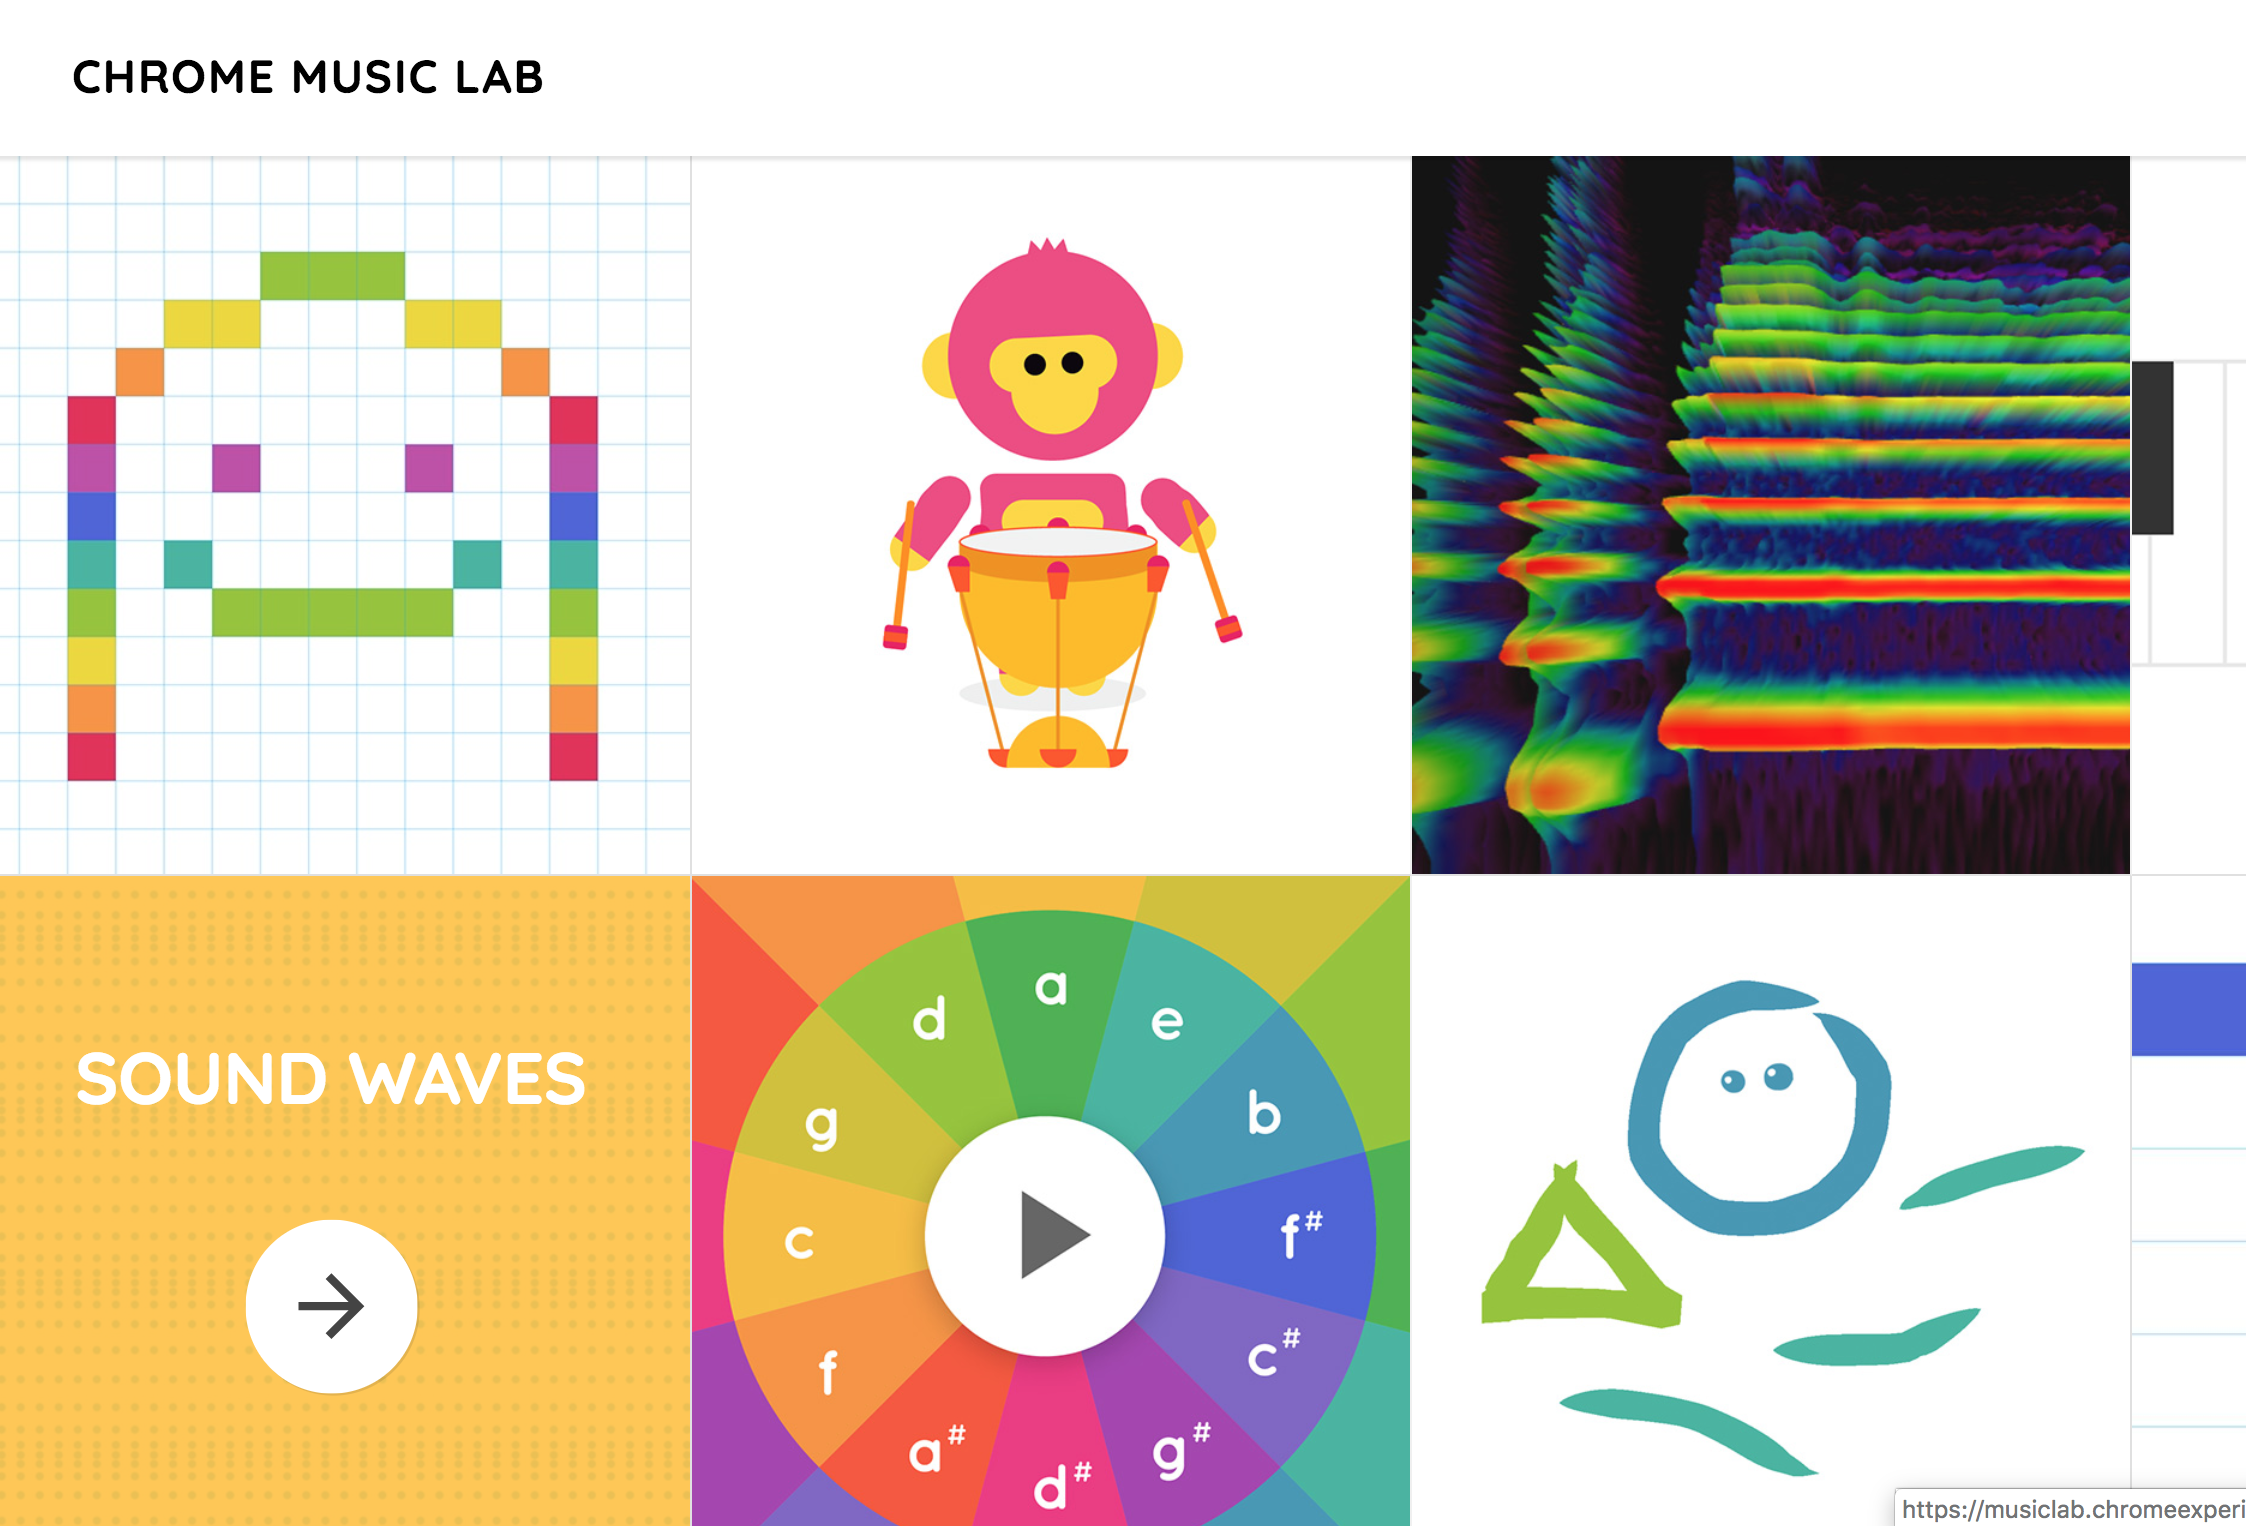 CHROME MUSIC LAB
SOUND WAVES
a
d
e
g
b
c
f#
f
c#
a#
g#
d#
https://musiclab.chromeexperi